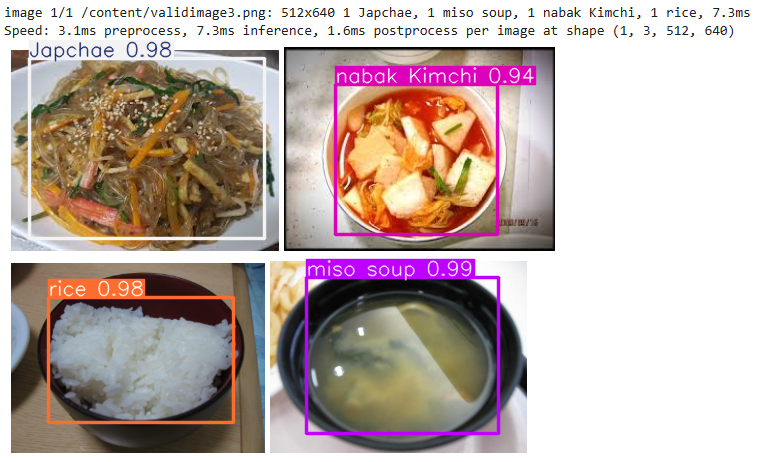 image 1/1 /content/validimage3.png: 512x640 1 Japchae, 1 miso soup, 1 nabak Kimchi, 1 rice, 7.3ms
Speed: 3.1ms preprocess, 7.3ms inference, 1.6ms postprocess per image at shape (1, 3, 512, 640)
Japchae 0.98
nabak Kimchi 0.94
rice 0.98
miso soup 0.99